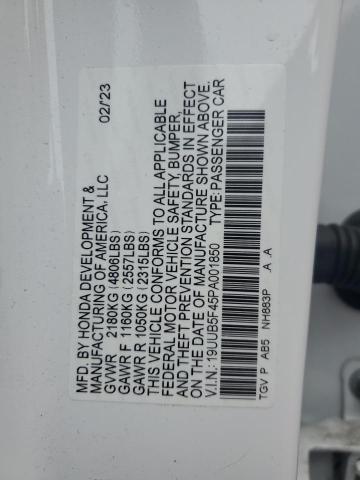 MFD. BY HONDA DEVELOPMENT & 02/'23
MANUFACTURING OF AMERICA, LLC
GVWR 2180KG (4806LBS)
GAWR F 1160KG (2557LBS)
GAWR R 1050KG (2315LBS)
THIS VEHICLE CONFORMS TO ALL APPLICABLE
FEDERAL MOTOR VEHICLE SAFETY, BUMPER,
AND THEFT PREVENTION STANDARDS IN EFFECT
ON THE DATE OF MANUFACTURE SHOWN ABOVE.
V.I.N.: 19UUB5F45PA001850 TYPE: PASSENGER CAR
TGV P AB5 NH883P .A .A